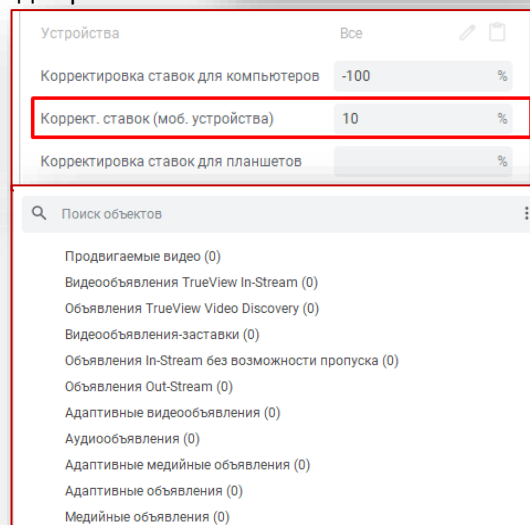 Устройства Все
Корректировка ставок для компьютеров -100 %
Коррект. ставок (моб. устройства) 10 %
Корректировка ставок для планшетов %
Поиск объектов
Продвигаемые видео (0)
Видеообъявления TrueView In-Stream (0)
Объявления TrueView Video Discovery (0)
Видеообъявления-заставки (0)
Объявления In-Stream без возможности пропуска (0)
Объявления Out-Stream (0)
Адаптивные видеообъявления (0)
Аудиообъявления (0)
Адаптивные медийные объявления (0)
Адаптивные объявления (0)
Медийные объявления (0)